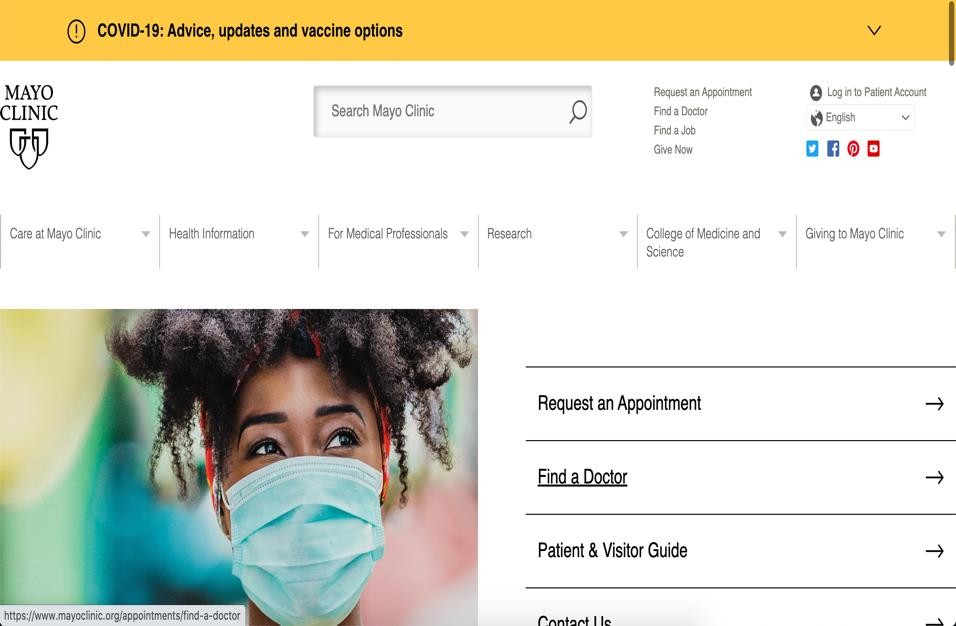 COVID-19: Advice, updates and vaccine options
MAYO
CLINIC
Search Mayo Clinic
Request an Appointment
Find a Doctor
Find a Job
Give Now
Log in to Patient Account
English
Care at Mayo Clinic
Health Information
For Medical Professionals
Research
College of Medicine and
Science
Giving to Mayo Clinic
Request an Appointment
Find a Doctor
Patient & Visitor Guide
Contact Us
https://www.mayoclinic.org/appointments/find-a-doctor